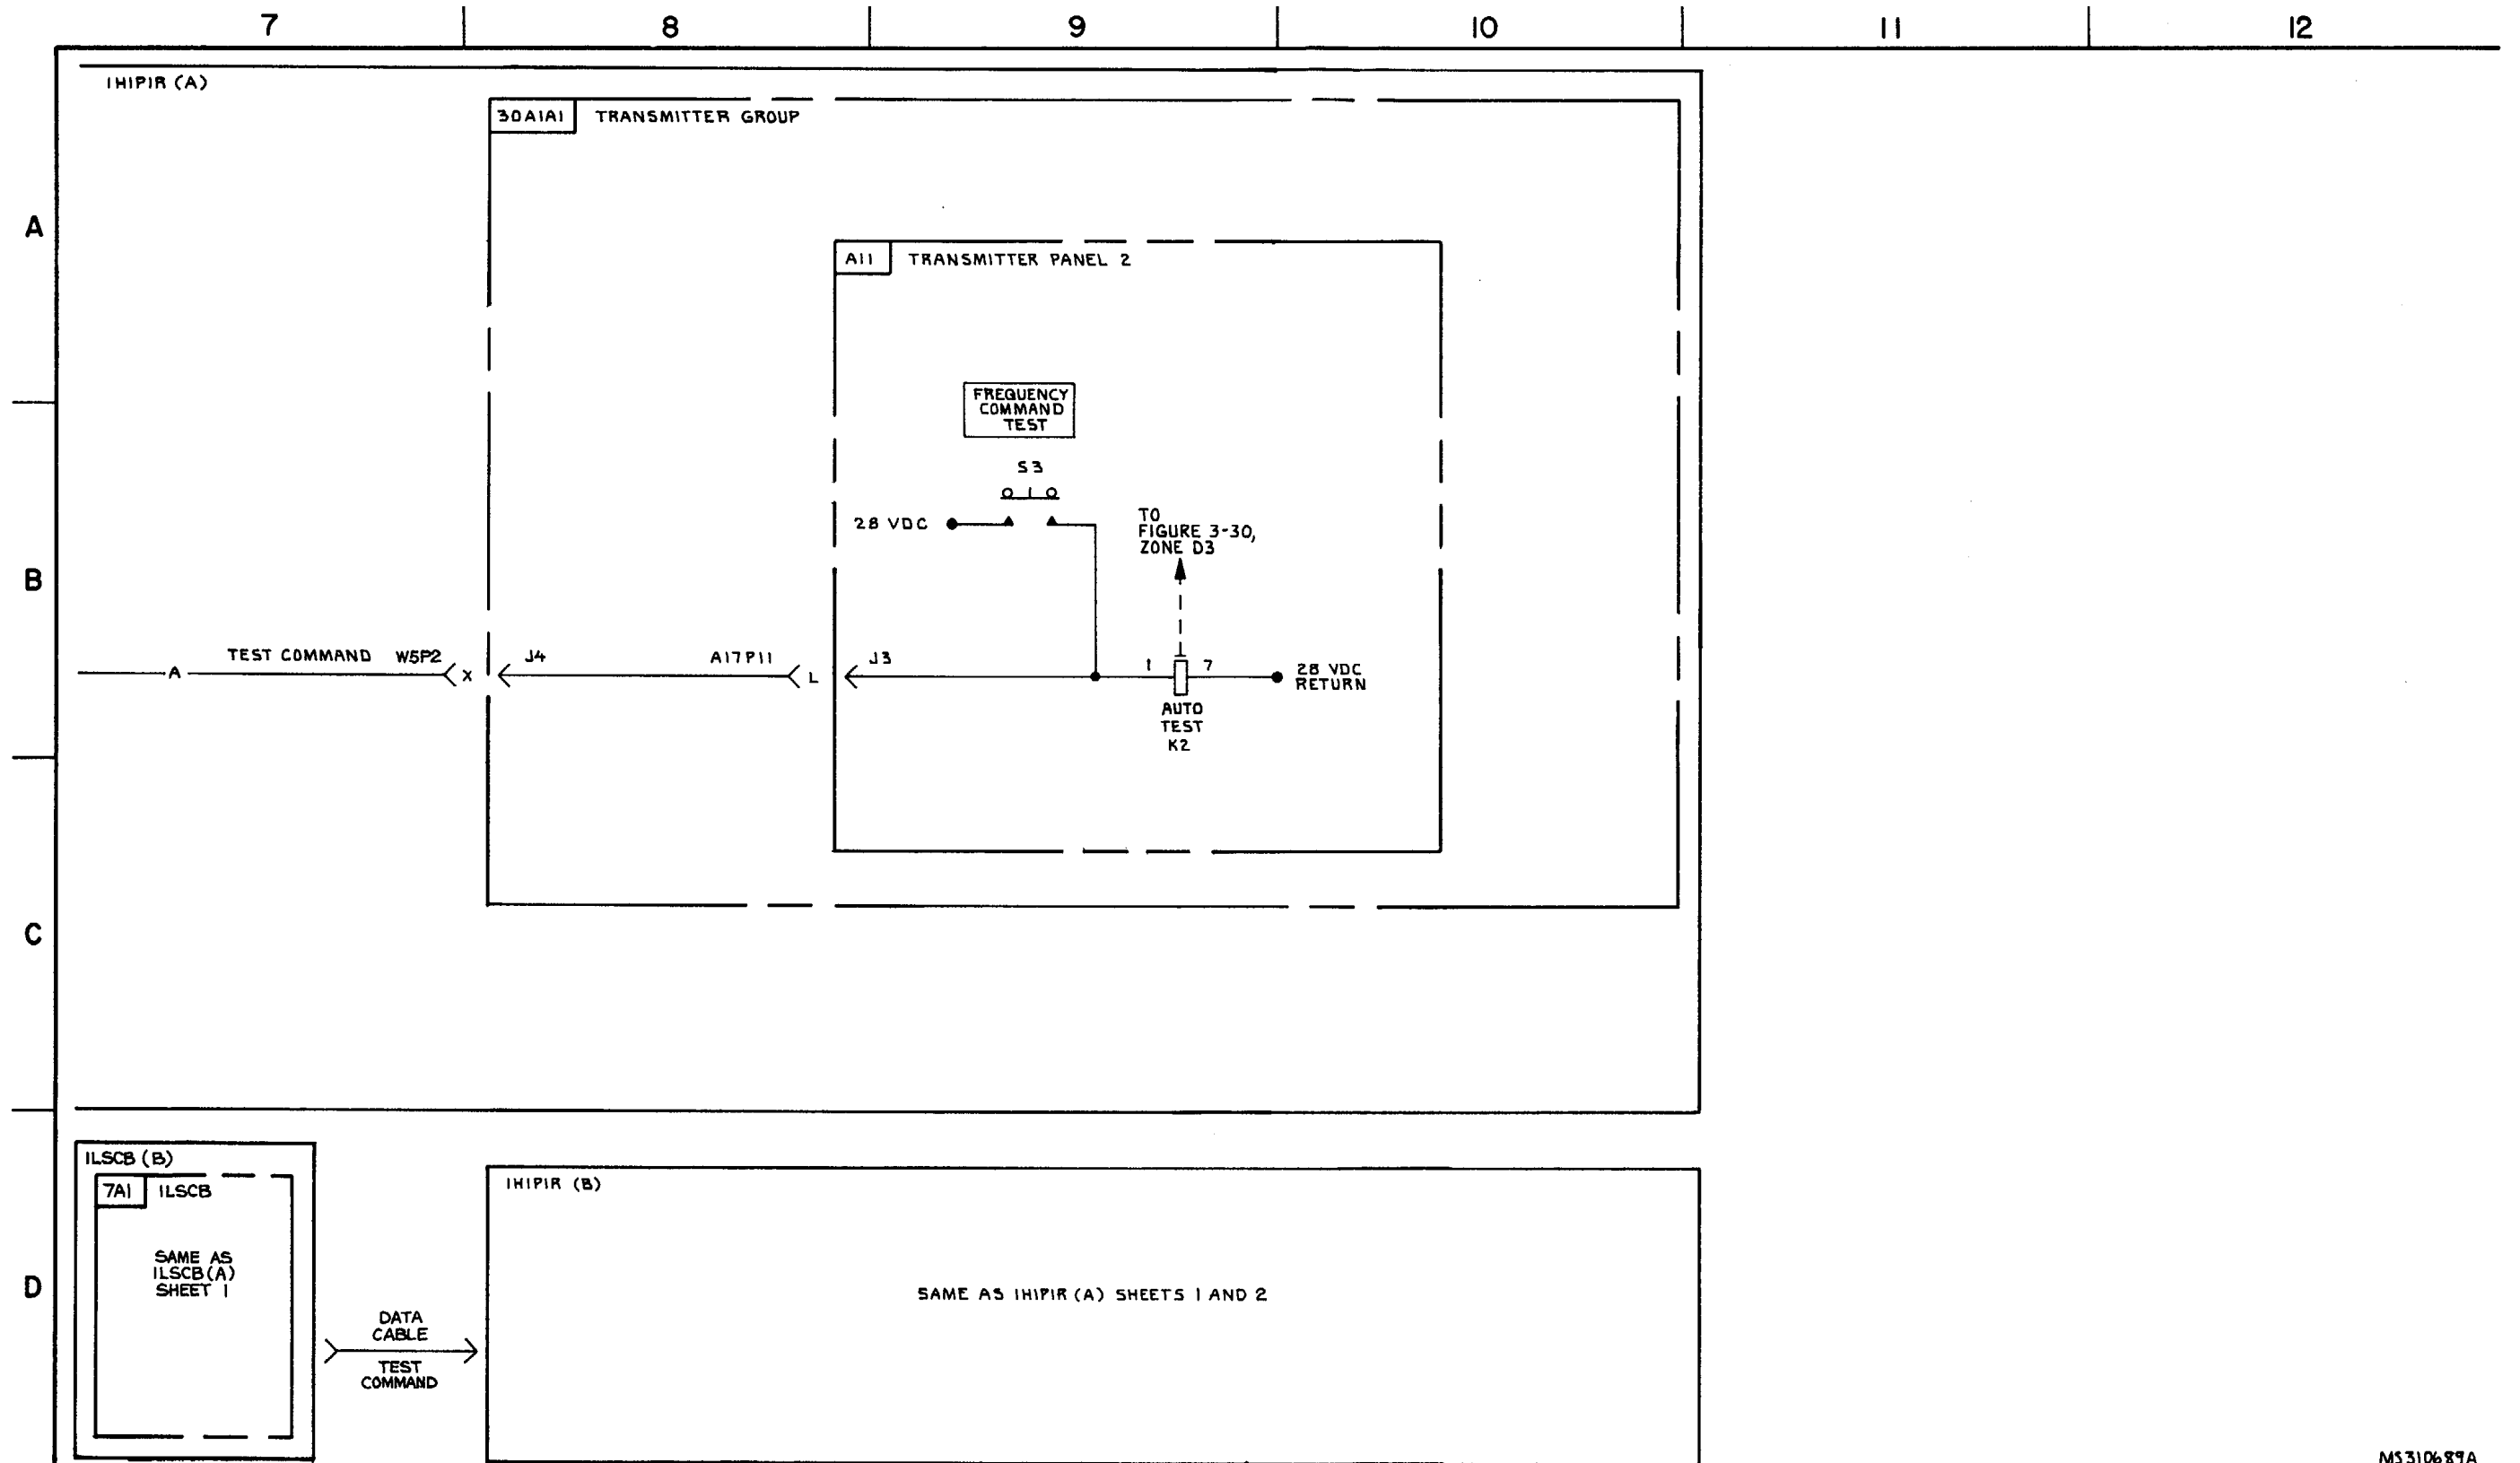 7 8 9 10 11 12
IHIPIR (A)
30A1A1 TRANSMITTER GROUP
A
A11 TRANSMITTER PANEL 2
FREQUENCY
COMMAND
TEST
S3
28 VDC
TO
FIGURE 3-30,
ZONE D3
B
A
TEST COMMAND W5P2
X
J4
A17P11
L
J3
1
7
28 VDC
RETURN
AUTO
TEST
K2
C
ILSCB (B)
7A1 ILSCB
SAME AS
ILSCB(A)
SHEET 1
D
DATA
CABLE
TEST
COMMAND
IHIPIR (B)
SAME AS IHIPIR (A) SHEETS 1 AND 2
MS310689A